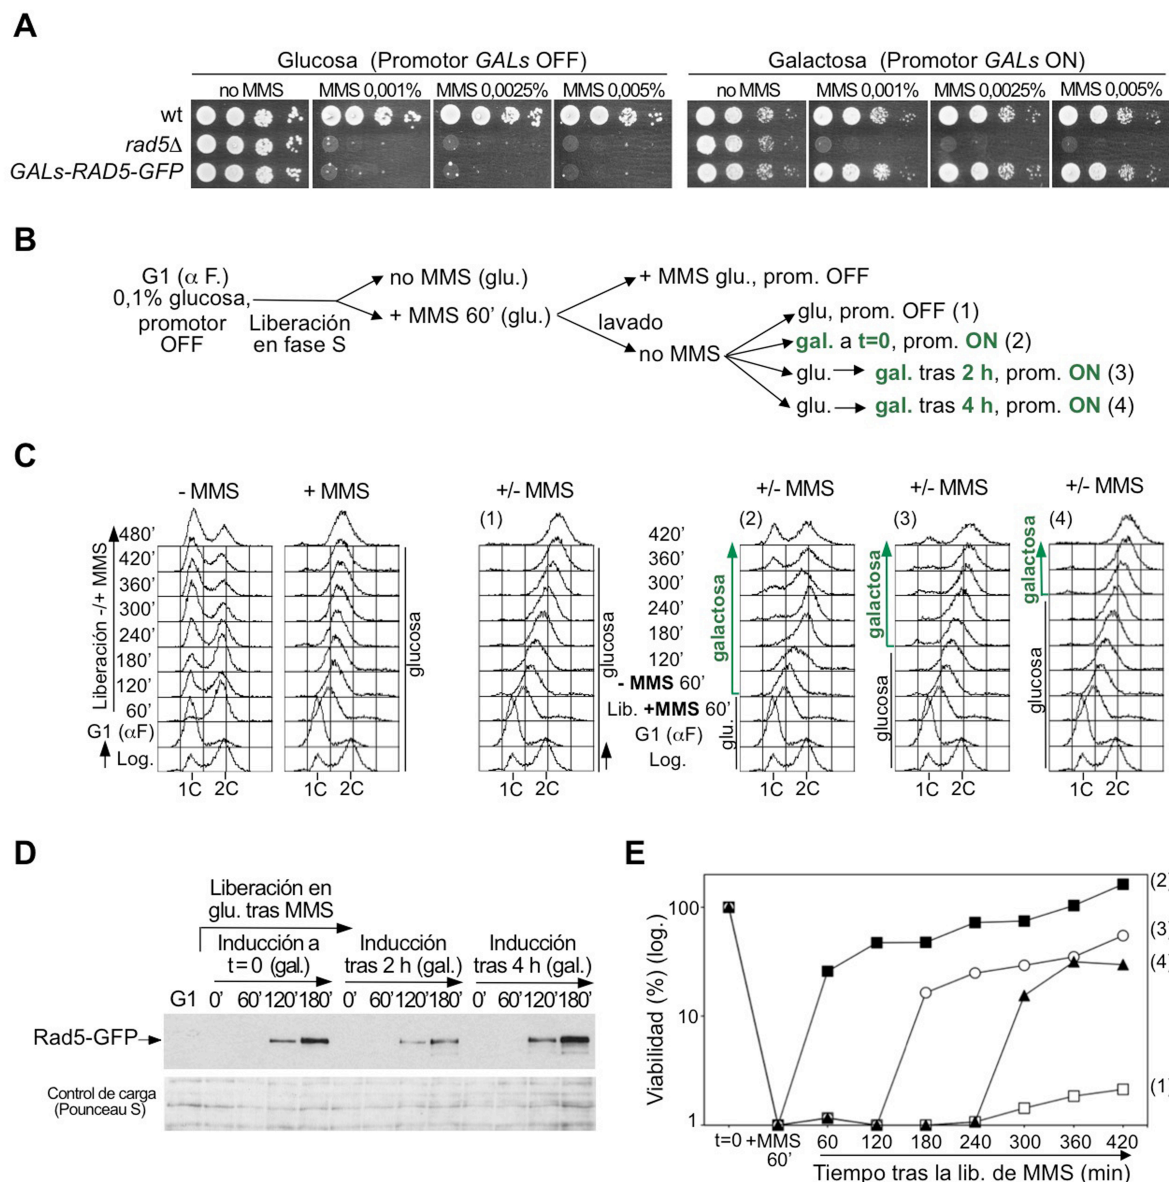 A
Glucosa (Promotor GALs OFF)
Galactosa (Promotor GALs ON)
no MMS MMS 0,001% MMS 0,0025% MMS 0,005%
no MMS MMS 0,001% MMS 0,0025% MMS 0,005%
wt
rad5Δ
GALs-RAD5-GFP
B
G1 (α F.)
0,1% glucosa,
promotor
OFF
Liberación
en fase S
no MMS (glu.)
+ MMS 60' (glu.)
lavado
+ MMS glu., prom. OFF
no MMS
glu, prom. OFF (1)
gal. a t=0, prom. ON (2)
glu. gal. tras 2 h, prom. ON (3)
glu. gal. tras 4 h, prom. ON (4)
C
- MMS
+ MMS
+/- MMS
+/- MMS
+/- MMS
+/- MMS
(1)
(2)
(3)
(4)
Liberación -/+ MMS
480'
420'
360'
300'
240'
180'
120'
60'
G1 (αF)
Log.
glucosa
glucosa
420'
360'
300'
240'
180'
120'
- MMS 60'
Lib. +MMS 60'
G1 (αF)
Log.
galactosa
glu.
galactosa
glucosa
galactosa
glucosa
1C 2C
1C 2C
1C 2C
1C 2C
1C 2C
1C 2C
D
Liberación en
glu. tras MMS
Inducción a
t=0 (gal.)
Inducción
tras 2 h (gal.)
Inducción
tras 4 h (gal.)
G1 0' 60' 120' 180' 0' 60' 120' 180' 0' 60' 120' 180'
Rad5-GFP
Control de carga
(Pounceau S)
E
Viabilidad (%) (log.)
100
10
1
(2)
(3)
(4)
(1)
t=0 +MMS 60 120 180 240 300 360 420
60'
Tiempo tras la lib. de MMS (min)